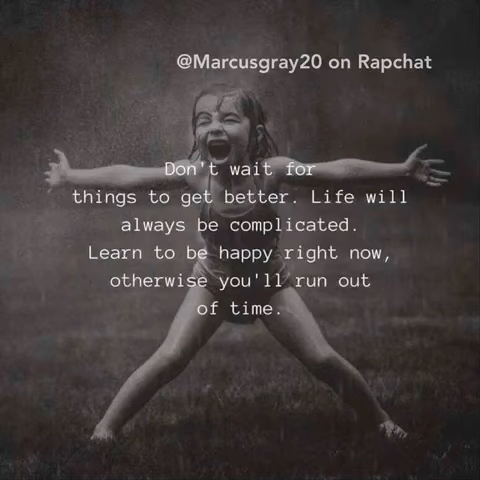 @Marcusgray20 on Rapchat
Don't wait for
things to get better. Life will
always be complicated.
Learn to be happy right now,
otherwise you'll run out
of time.